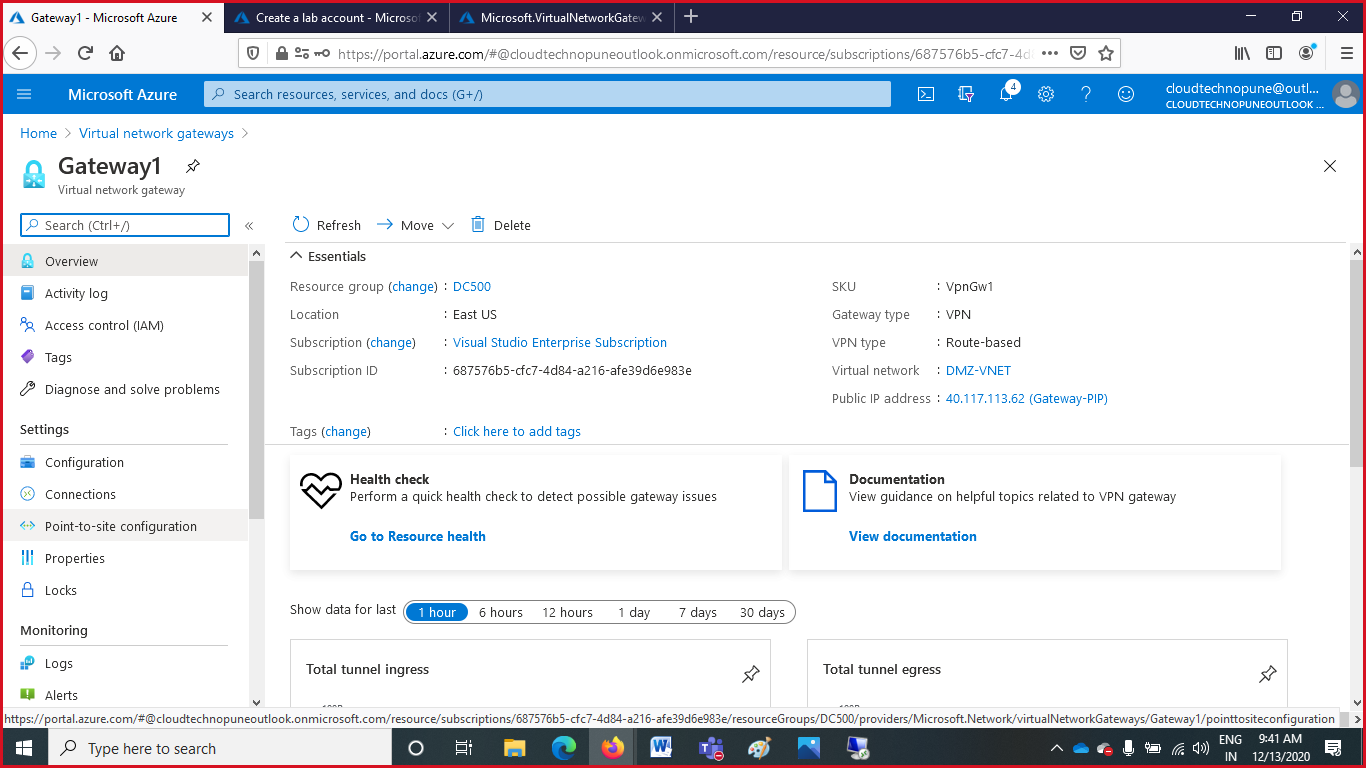 Gateway1 - Microsoft Azure
Create a lab account - Microsof
Microsoft.VirtualNetworkGatew
https://portal.azure.com/#@cloudtechnopuneoutlook.onmicrosoft.com/resource/subscriptions/687576b5-cfc7-4d8
Microsoft Azure
Search resources, services, and docs (G+/)
4
cloudtechnopune@outl...
CLOUDTECHNOPUNEOUTLOOK ...
Home > Virtual network gateways >
Gateway1
Virtual network gateway
Search (Ctrl+/)
«
Refresh
Move
Delete
Overview
Activity log
Access control (IAM)
Tags
Diagnose and solve problems
Settings
Configuration
Connections
Point-to-site configuration
Properties
Locks
Monitoring
Logs
Alerts
Essentials
Resource group (change) : DC500
Location : East US
Subscription (change) : Visual Studio Enterprise Subscription
Subscription ID : 687576b5-cfc7-4d84-a216-afe39d6e983e
SKU : VpnGw1
Gateway type : VPN
VPN type : Route-based
Virtual network : DMZ-VNET
Public IP address : 40.117.113.62 (Gateway-PIP)
Tags (change) : Click here to add tags
Health check
Perform a quick health check to detect possible gateway issues
Go to Resource health
Documentation
View guidance on helpful topics related to VPN gateway
View documentation
Show data for last 1 hour 6 hours 12 hours 1 day 7 days 30 days
Total tunnel ingress
Total tunnel egress
https://portal.azure.com/#@cloudtechnopuneoutlook.onmicrosoft.com/resource/subscriptions/687576b5-cfc7-4d84-a216-afe39d6e983e/resourceGroups/DC500/providers/Microsoft.Network/virtualNetworkGateways/Gateway1/pointtositeconfiguration
Type here to search
ENG
IN
9:41 AM
12/13/2020